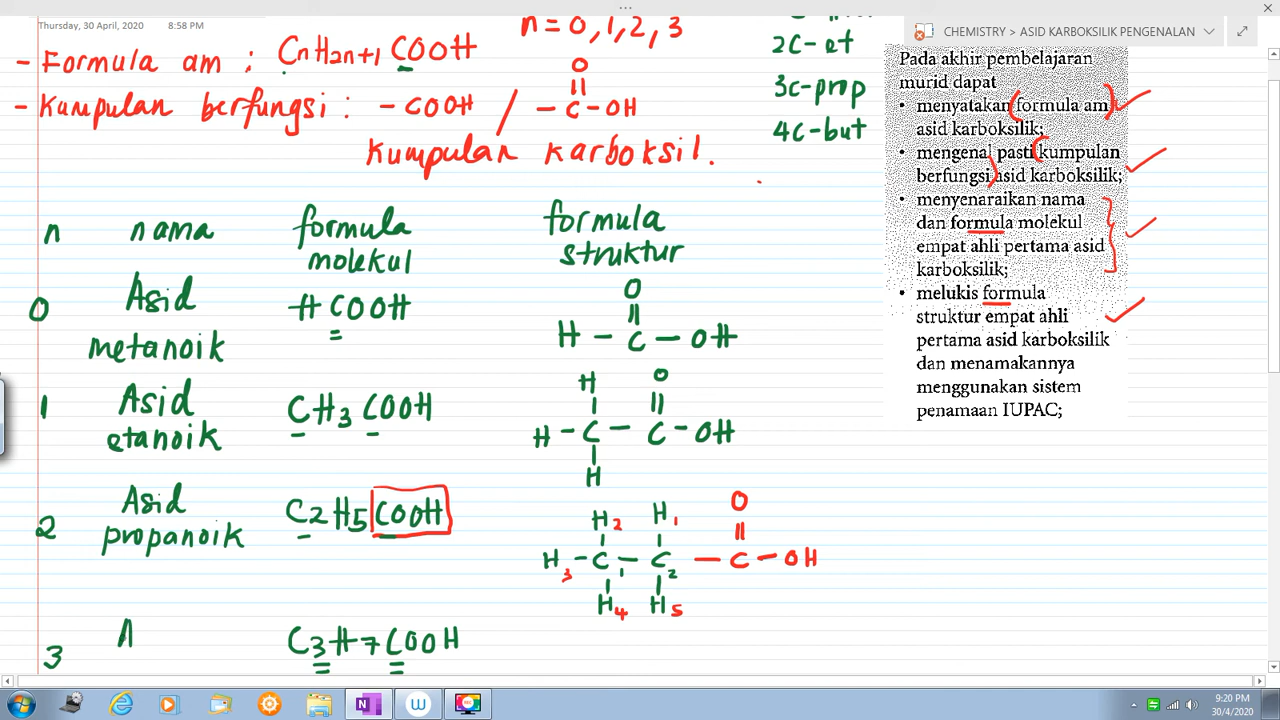 Thursday, 30 April, 2020 8:58 PM
n = 0, 1, 2, 3
- Formula am : CnH2n+1 COOH
2C - et
O
- Kumpulan berfungsi : - COOH / - C - OH
3C - prop
4C - but
Kumpulan karboksil.
n nama formula molekul formula struktur
0 Asid metanoik HCOOH
O
H - C - OH
1 Asid etanoik CH3 COOH
H O
H - C - C - OH
H
2 Asid propanoik C2H5 COOH
H2 H1 O
H3 - C1 - C2 - C - OH
H4 H5
3 A C3H7COOH
CHEMISTRY > ASID KARBOKSILIK PENGENALAN
Pada akhir pembelajaran
murid dapat
• menyatakan formula am
asid karboksilik;
• mengenal pasti kumpulan
berfungsi asid karboksilik;
• menyenaraikan nama
dan formula molekul
empat ahli pertama asid
karboksilik;
• melukis formula
struktur empat ahli
pertama asid karboksilik
dan menamakannya
menggunakan sistem
penamaan IUPAC;
9:20 PM
30/4/2020